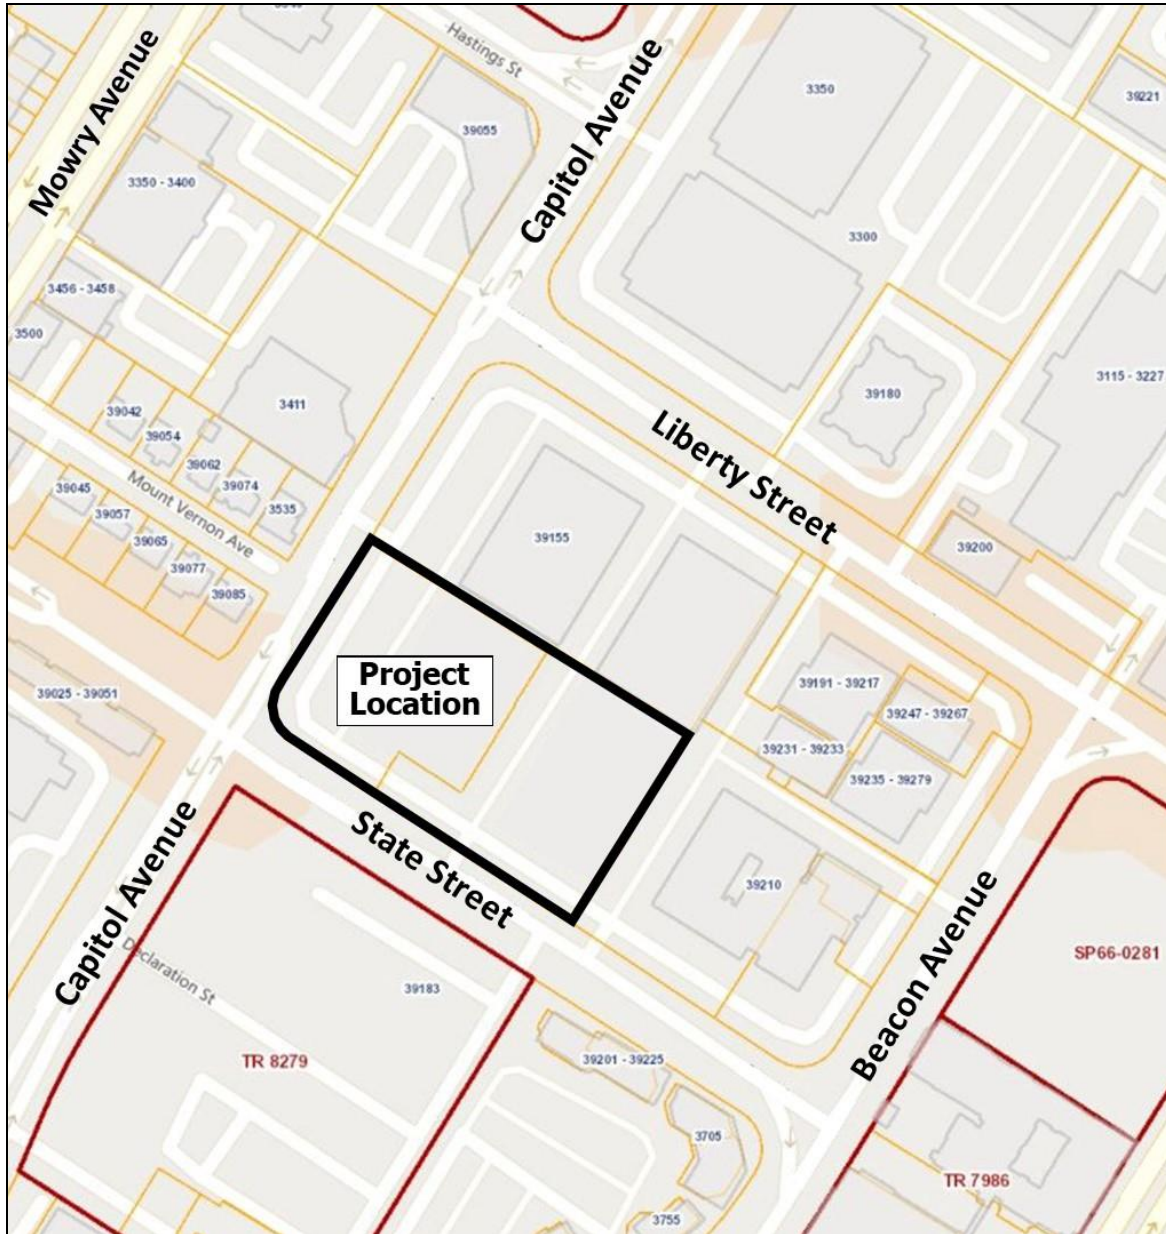 Hastings St
39221
3350
Mowry Avenue
Capitol Avenue
39055
3350 - 3400
3300
3456 - 3458
3500
3115 - 3227
39180
3411
39042
39054
39062
39074
3535
Liberty Street
Mount Vernon Ave
39045
39057
39065
39077
39085
39155
39200
Project
Location
39025 - 39051
39191 - 39217
39247 - 39267
39231 - 39233
39235 - 39279
State Street
39210
Capitol Avenue
Declaration St
39183
Beacon Avenue
SP66-0281
TR 8279
39201 - 39225
3705
TR 7986
3755